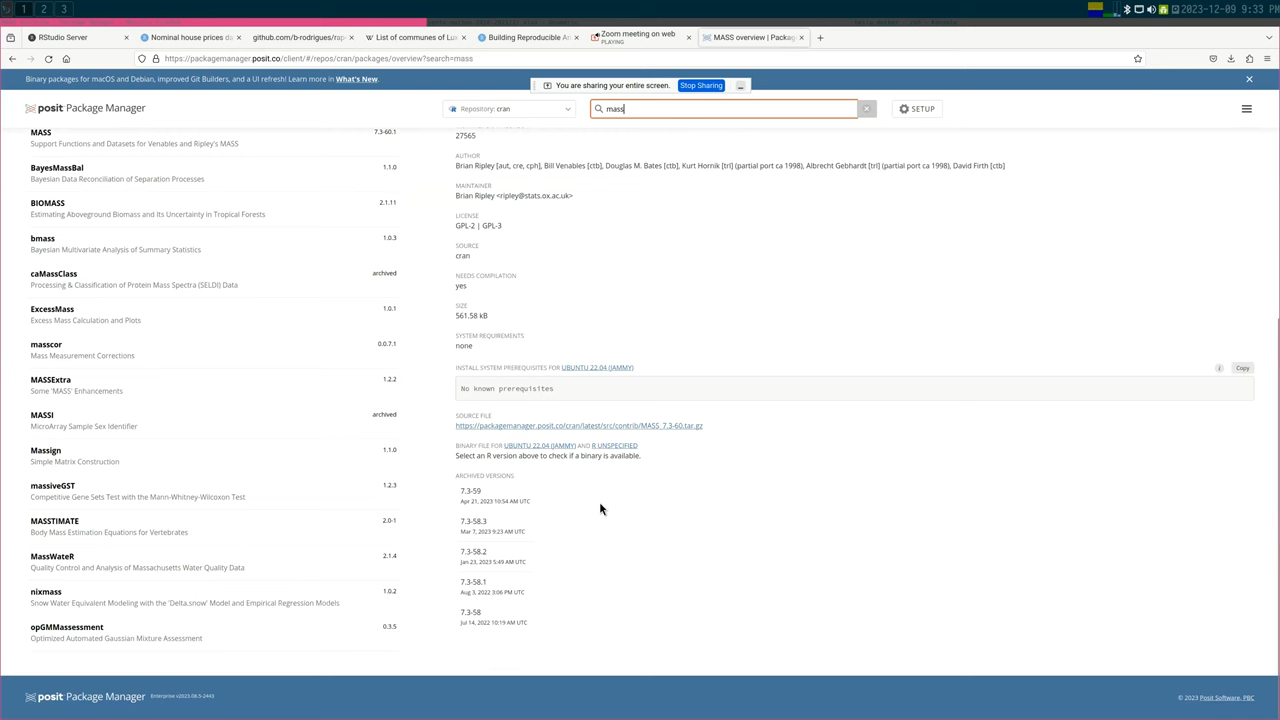 1 2 3
2023-12-09 9:33 PM
RStudio Server
Nominal house prices da
github.com/b-rodrigues/rap
List of communes of Lux
Building Reproducible An
Zoom meeting on web
PLAYING
MASS overview | Packag
https://packagemanager.posit.co/client/#/repos/cran/packages/overview?search=mass
Binary packages for macOS and Debian, improved Git Builders, and a UI refresh! Learn more in What's New.
You are sharing your entire screen.
Stop Sharing
posit Package Manager
Repository: cran
mass
SETUP
MASS
7.3-60.1
Support Functions and Datasets for Venables and Ripley's MASS
BayesMassBal
1.1.0
Bayesian Data Reconciliation of Separation Processes
BIOMASS
2.1.11
Estimating Aboveground Biomass and Its Uncertainty in Tropical Forests
bmass
1.0.3
Bayesian Multivariate Analysis of Summary Statistics
caMassClass
archived
Processing & Classification of Protein Mass Spectra (SELDI) Data
ExcessMass
1.0.1
Excess Mass Calculation and Plots
masscor
0.0.7.1
Mass Measurement Corrections
MASSExtra
1.2.2
Some 'MASS' Enhancements
MASSI
archived
MicroArray Sample Sex Identifier
Massign
1.1.0
Simple Matrix Construction
massiveGST
1.2.3
Competitive Gene Sets Test with the Mann-Whitney-Wilcoxon Test
MASSTIMATE
2.0-1
Body Mass Estimation Equations for Vertebrates
MassWateR
2.1.4
Quality Control and Analysis of Massachusetts Water Quality Data
nixmass
1.0.2
Snow Water Equivalent Modeling with the 'Delta.snow' Model and Empirical Regression Models
opGMMassessment
0.3.5
Optimized Automated Gaussian Mixture Assessment
27565
AUTHOR
Brian Ripley [aut, cre, cph], Bill Venables [ctb], Douglas M. Bates [ctb], Kurt Hornik [trl] (partial port ca 1998), Albrecht Gebhardt [trl] (partial port ca 1998), David Firth [ctb]
MAINTAINER
Brian Ripley <ripley@stats.ox.ac.uk>
LICENSE
GPL-2 | GPL-3
SOURCE
cran
NEEDS COMPILATION
yes
SIZE
561.58 kB
SYSTEM REQUIREMENTS
none
INSTALL SYSTEM PREREQUISITES FOR UBUNTU 22.04 (JAMMY)
i
Copy
No known prerequisites
SOURCE FILE
https://packagemanager.posit.co/cran/latest/src/contrib/MASS_7.3-60.tar.gz
BINARY FILE FOR UBUNTU 22.04 (JAMMY) AND R UNSPECIFIED
Select an R version above to check if a binary is available.
ARCHIVED VERSIONS
7.3-59
Apr 21, 2023 10:54 AM UTC
7.3-58.3
Mar 7, 2023 9:23 AM UTC
7.3-58.2
Jan 23, 2023 5:49 AM UTC
7.3-58.1
Aug 3, 2022 3:06 PM UTC
7.3-58
Jul 14, 2022 10:19 AM UTC
posit Package Manager
Enterprise v2023.08.5-2443
© 2023 Posit Software, PBC